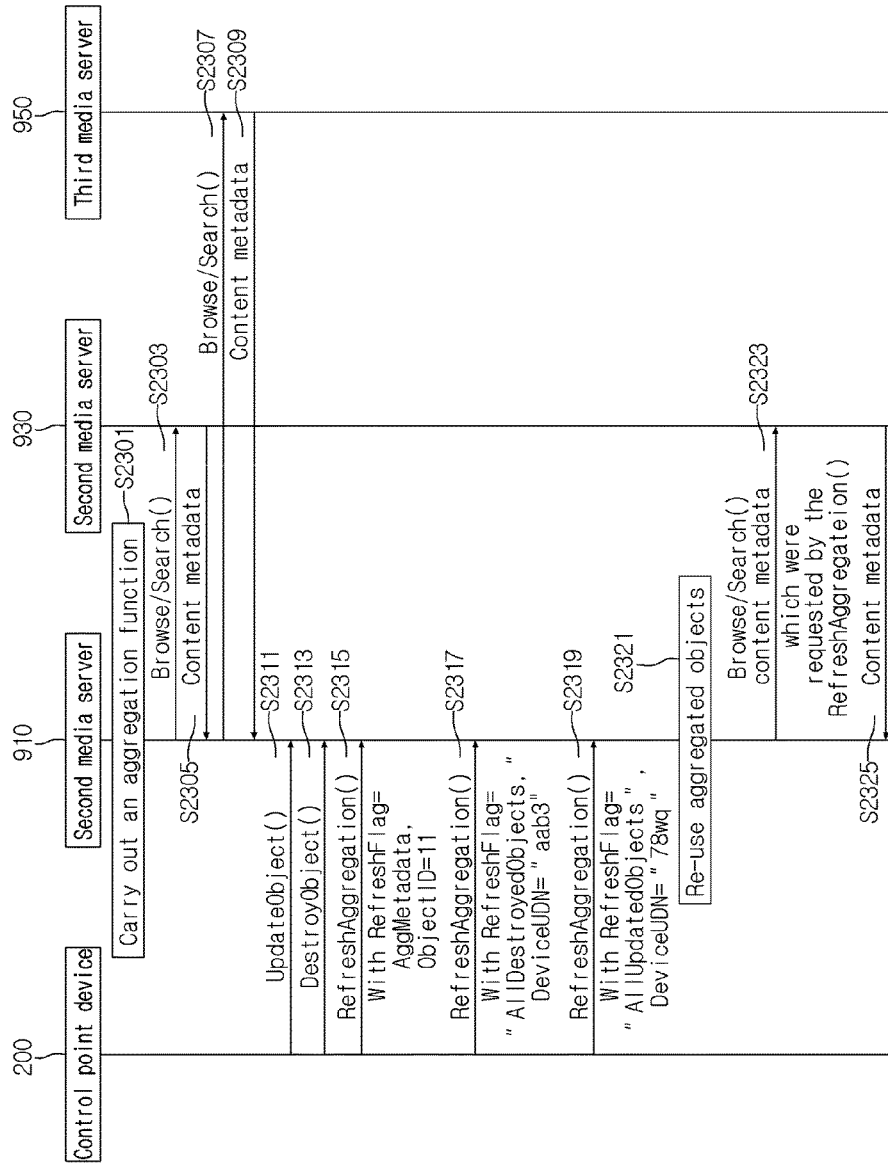 200
910
930
950
Control point device
Second media server
Second media server
Third media server
Carry out an aggregation function
S2301
Browse/Search()
S2303
Content metadata
S2305
Browse/Search()
S2307
Content metadata
S2309
UpdateObject()
S2311
DestroyObject()
S2313
RefreshAggregation()
S2315
With RefreshFlag=
AggMetadata,
ObjectID=11
RefreshAggregation()
S2317
With RefreshFlag=
"AllDestroyedObjects,"
DeviceUDN="aab3"
RefreshAggregation()
S2319
With RefreshFlag=
"AllUpdatedObjects",
DeviceUDN="78wq"
S2321
Re-use aggregated objects
Browse/Search()
S2323
content metadata
which were
requested by the
RefreshAggregateion()
Content metadata
S2325